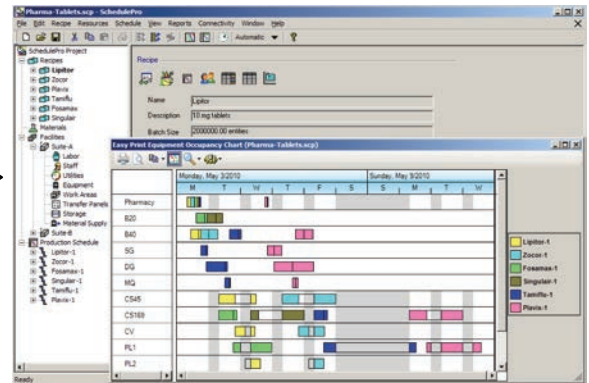 Pharma-Tablets.scp - SchedulePro
File Edit Recipe Resources Schedule View Reports Connectivity Window Help
Automatic
SchedulePro Project
Recipes
Lipitor
Zocor
Plavix
Tamiflu
Fosamax
Singulair
Materials
Facilities
Suite-A
Labor
Staff
Utilities
Equipment
Work Areas
Transfer Panels
Storage
Material Supply
Suite-B
Production Schedule
Lipitor-1
Zocor-1
Fosamax-1
Singulair-1
Tamiflu-1
Plavix-1
Ready
Recipe
Name Lipitor
Description 10 mg tablets
Batch Size 2000000.00 entities
Easy Print Equipment Occupancy Chart (Pharma-Tablets.scp)
Monday, May 3/2010 Sunday, May 9/2010
M T W T F S S M T W
Pharmacy
B20
B40
SG
DG
MQ
CS45
CS169
CV
PL1
PL2
Lipitor-1
Zocor-1
Fosamax-1
Singulair-1
Tamiflu-1
Plavix-1